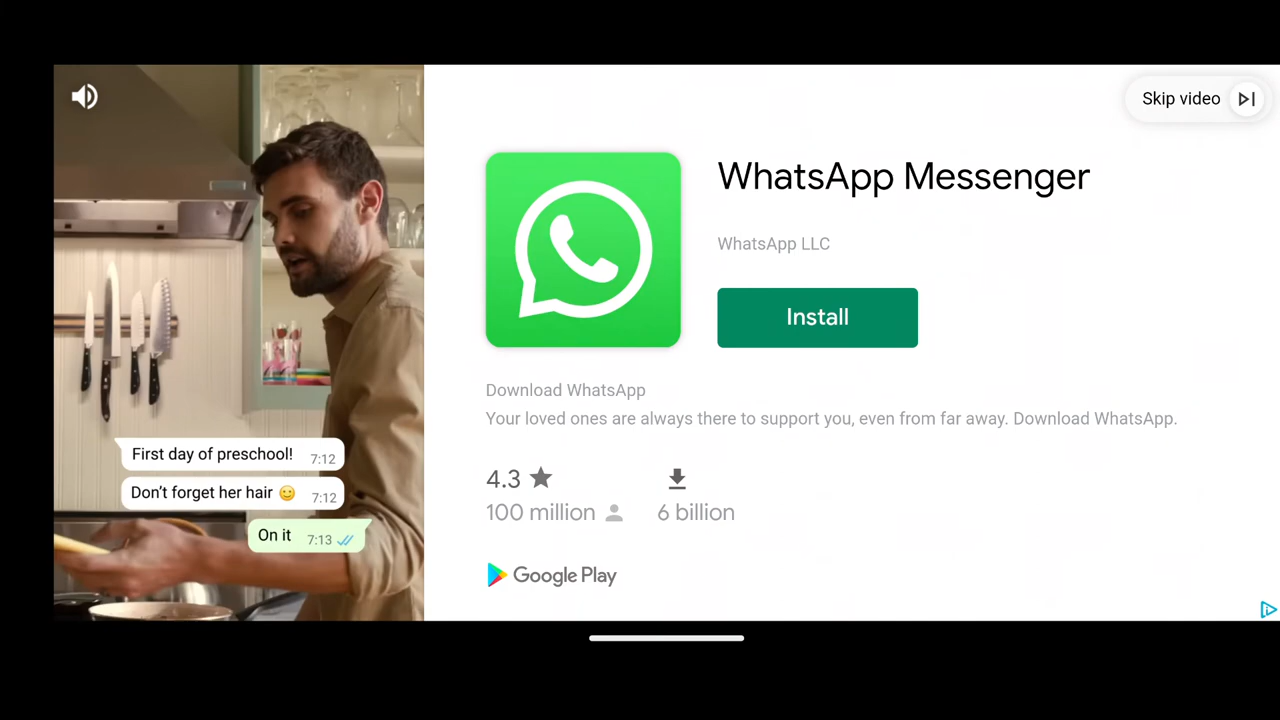 Skip video
WhatsApp Messenger
WhatsApp LLC
Install
Download WhatsApp
Your loved ones are always there to support you, even from far away. Download WhatsApp.
4.3
100 million
6 billion
Google Play
First day of preschool! 7:12
Don’t forget her hair 🙂 7:12
On it 7:13